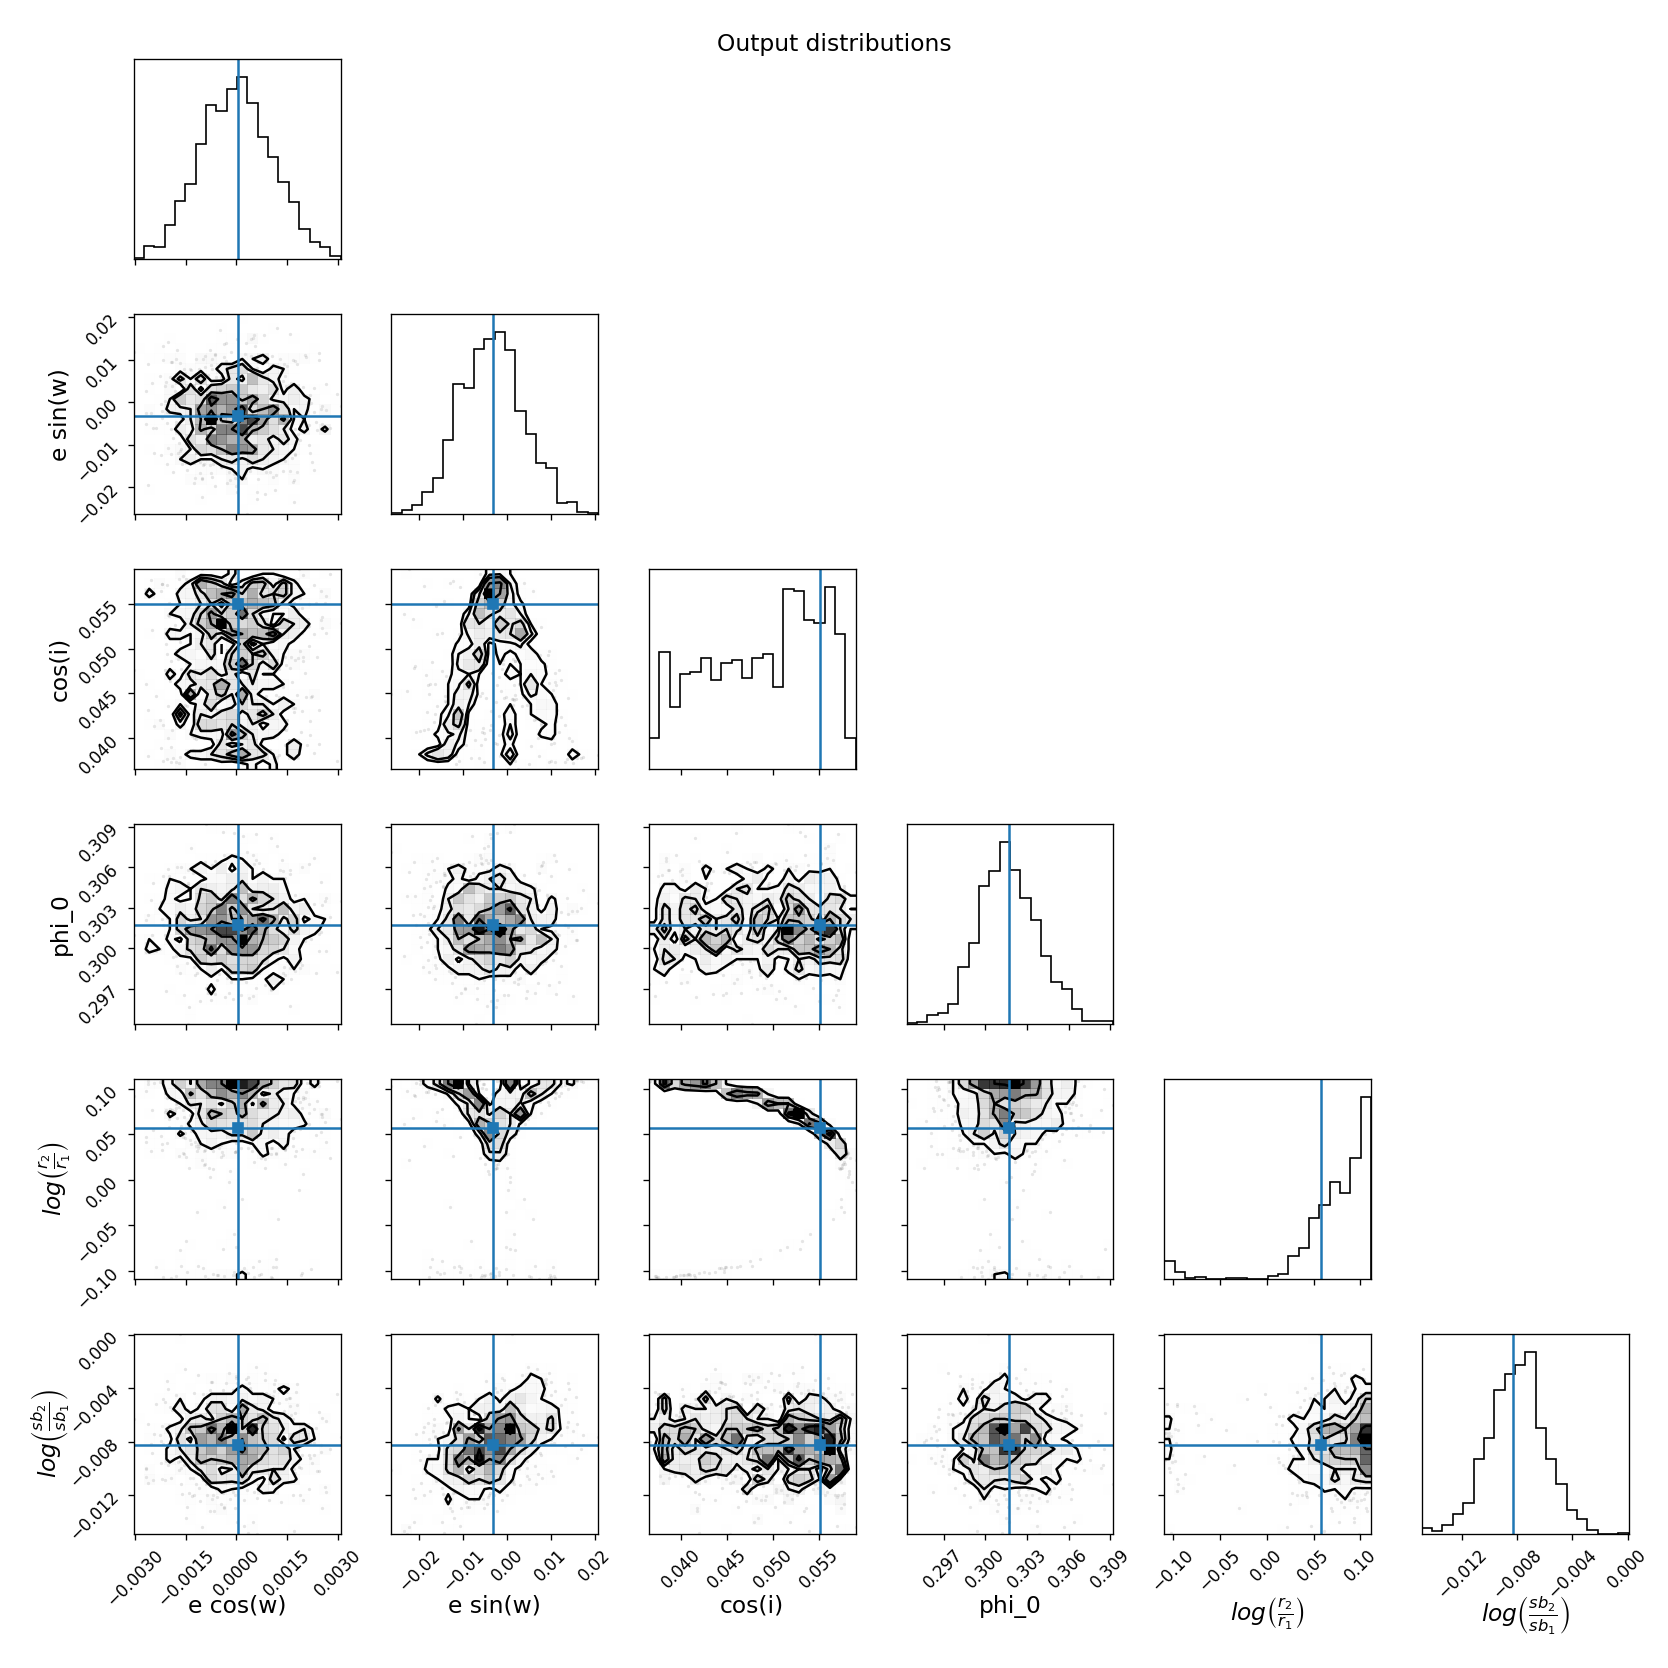 Output distributions
0.02
0.01
0.00
−0.01
−0.02
e sin(w)
0.055
0.050
0.045
0.040
cos(i)
0.309
0.306
0.303
0.300
0.297
phi_0
0.10
0.05
0.00
−0.05
−0.10
log(r2/r1)
0.000
−0.004
−0.008
−0.012
log(sb2/sb1)
−0.0030 −0.0015 0.0000 0.0015 0.0030
−0.02 −0.01 0.00 0.01 0.02
0.040 0.045 0.050 0.055
0.297 0.300 0.303 0.306 0.309
−0.10 −0.05 0.00 0.05 0.10
−0.012 −0.008 −0.004 0.000
e cos(w)
e sin(w)
cos(i)
phi_0
log(r2/r1)
log(sb2/sb1)